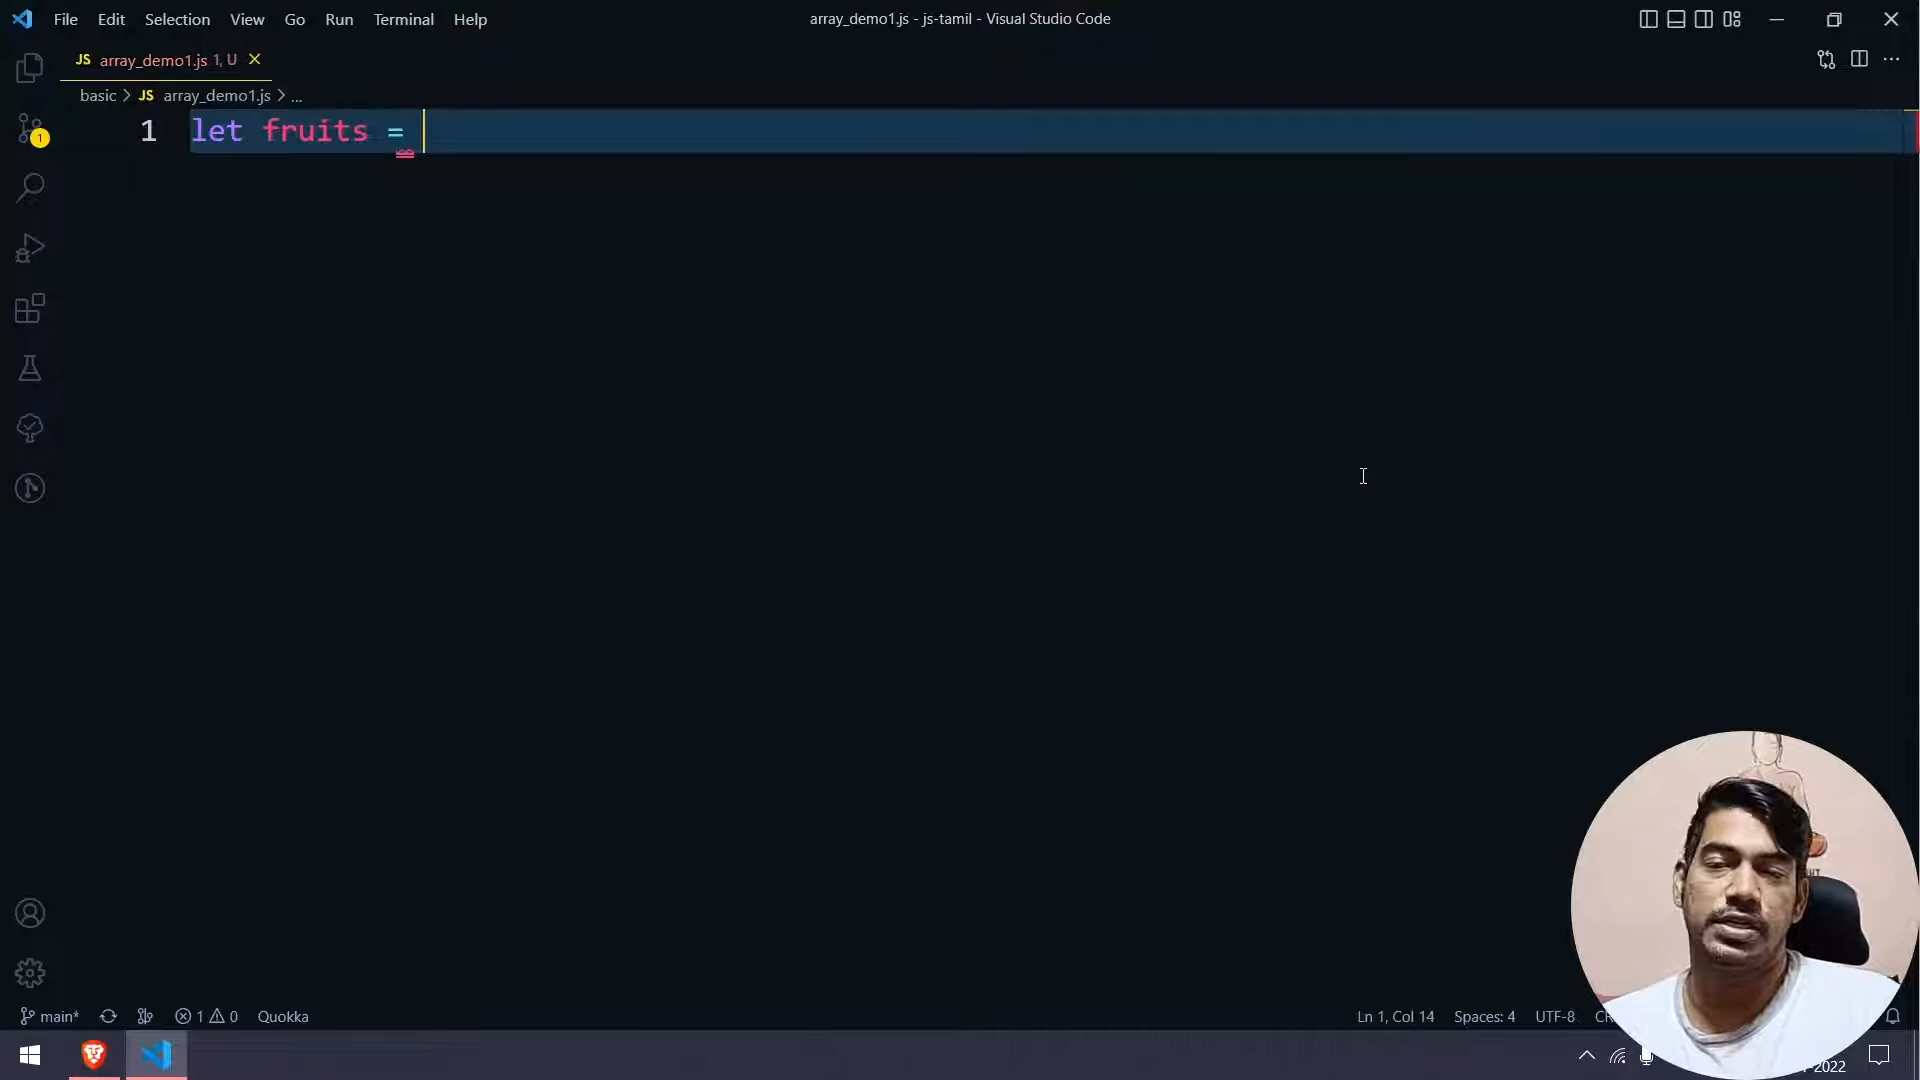 File Edit Selection View Go Run Terminal Help
array_demo1.js - js-tamil - Visual Studio Code
JS array_demo1.js 1, U
basic > JS array_demo1.js > ...
1 let fruits =
1
main* 1 0 Quokka
Ln 1, Col 14 Spaces: 4 UTF-8
-2022